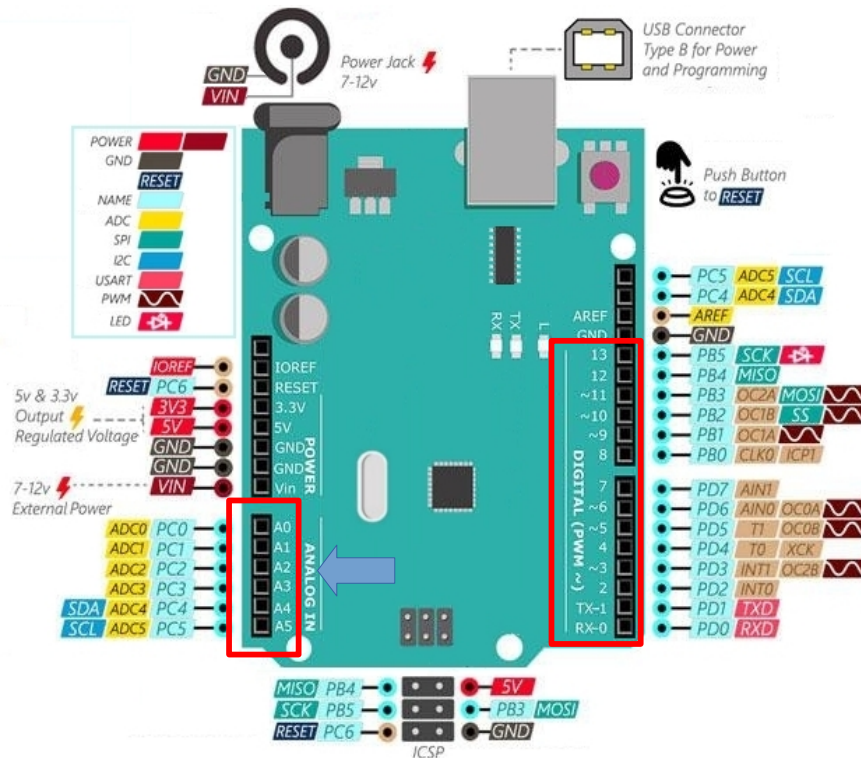 Power Jack
7-12v
GND
VIN
USB Connector
Type B for Power
and Programming
Push Button
to RESET
POWER
GND
RESET
NAME
ADC
SPI
I2C
USART
PWM
LED
IOREF
RESET PC6
3V3
5V
GND
GND
VIN
5v & 3.3v
Output
Regulated Voltage
7-12v
External Power
ADC0 PC0
ADC1 PC1
ADC2 PC2
ADC3 PC3
SDA ADC4 PC4
SCL ADC5 PC5
IOREF
RESET
3.3V
5V
GND
GND
Vin
POWER
A0
A1
A2
A3
A4
A5
ANALOG IN
RX
TX
L
AREF
GND
13
12
~11
~10
~9
8
7
~6
~5
4
~3
2
TX-1
RX-0
DIGITAL (PWM ~)
PC5 ADC5 SCL
PC4 ADC4 SDA
AREF
GND
PB5 SCK
PB4 MISO
PB3 OC2A MOSI
PB2 OC1B SS
PB1 OC1A
PB0 CLK0 ICP1
PD7 AIN1
PD6 AIN0 OC0A
PD5 T1 OC0B
PD4 T0 XCK
PD3 INT1 OC2B
PD2 INT0
PD1 TXD
PD0 RXD
MISO PB4 5V
SCK PB5 PB3 MOSI
RESET PC6 GND
ICSP